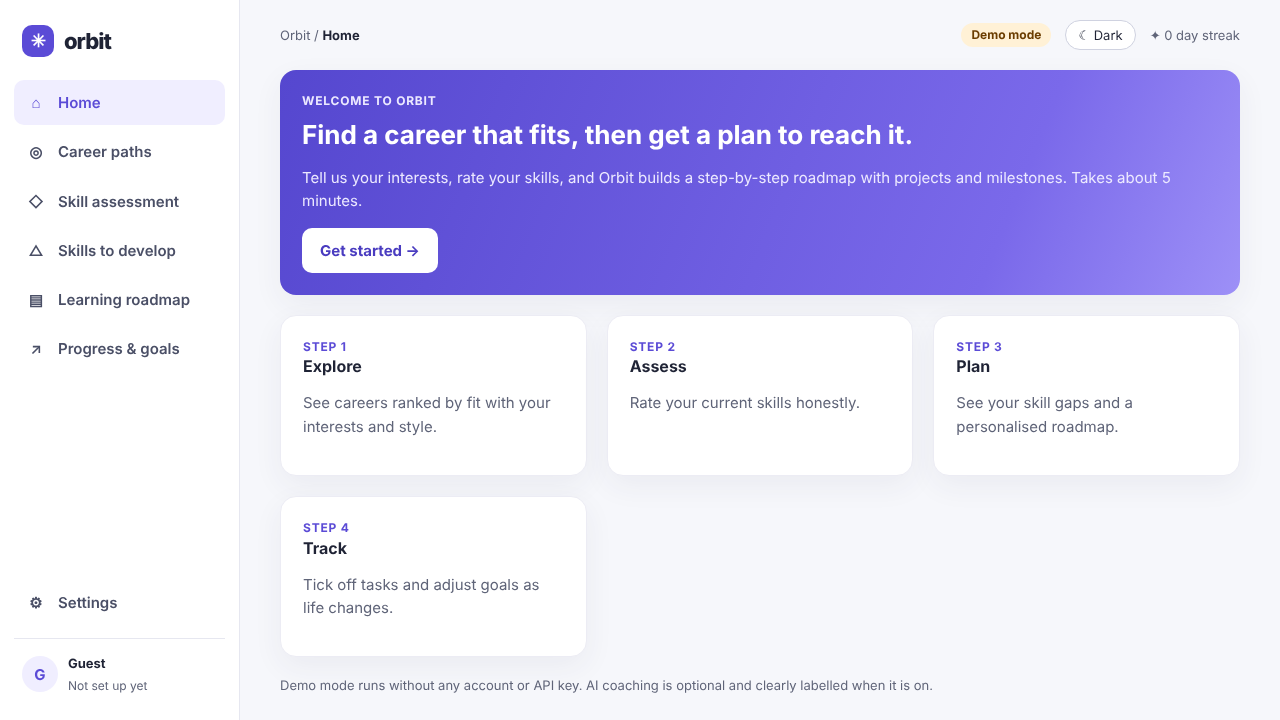 orbit
Home
Career paths
Skill assessment
Skills to develop
Learning roadmap
Progress & goals
Settings
G
Guest
Not set up yet
Orbit / Home
Demo mode
☾ Dark
✦ 0 day streak
WELCOME TO ORBIT
Find a career that fits, then get a plan to reach it.
Tell us your interests, rate your skills, and Orbit builds a step-by-step roadmap with projects and milestones. Takes about 5
minutes.
Get started →
STEP 1
Explore
See careers ranked by fit with your
interests and style.
STEP 2
Assess
Rate your current skills honestly.
STEP 3
Plan
See your skill gaps and a
personalised roadmap.
STEP 4
Track
Tick off tasks and adjust goals as
life changes.
Demo mode runs without any account or API key. AI coaching is optional and clearly labelled when it is on.